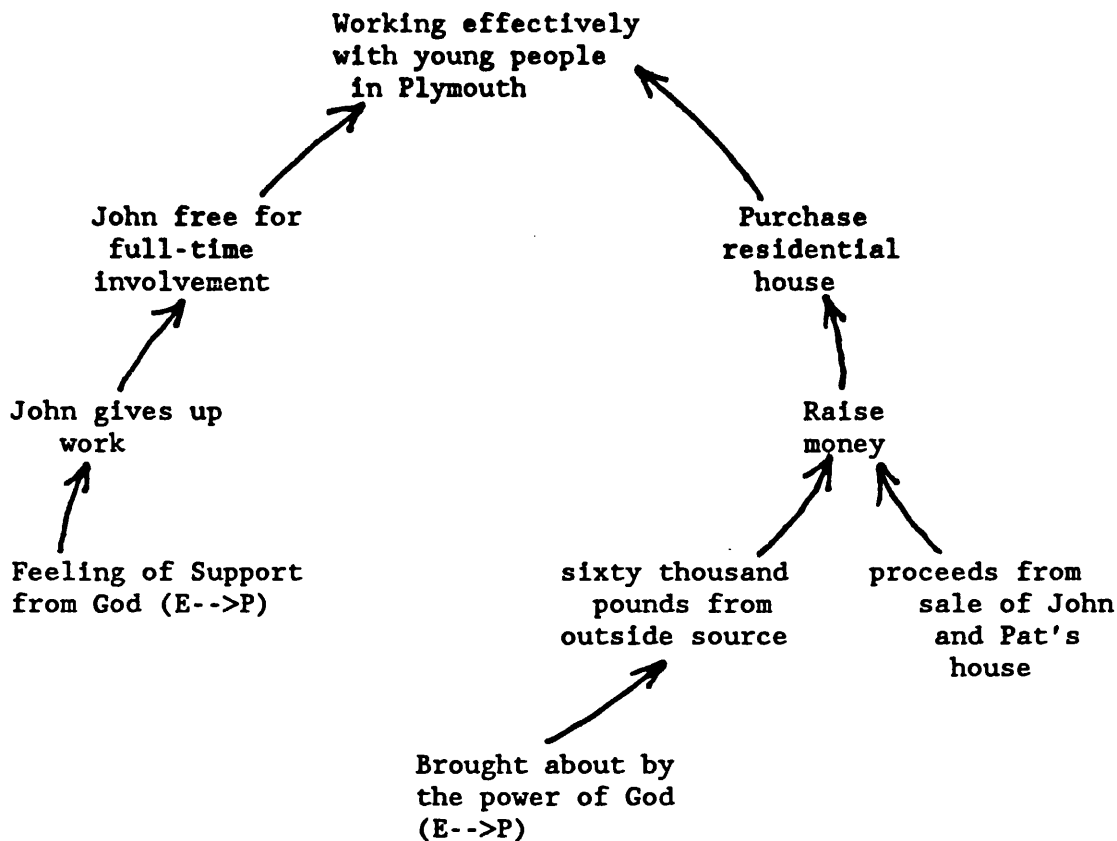 Working effectively
with young people
in Plymouth
John free for
full-time
involvement
Purchase
residential
house
John gives up
work
Raise
money
Feeling of Support
from God (E-->P)
sixty thousand
pounds from
outside source
proceeds from
sale of John
and Pat's
house
Brought about by
the power of God
(E-->P)